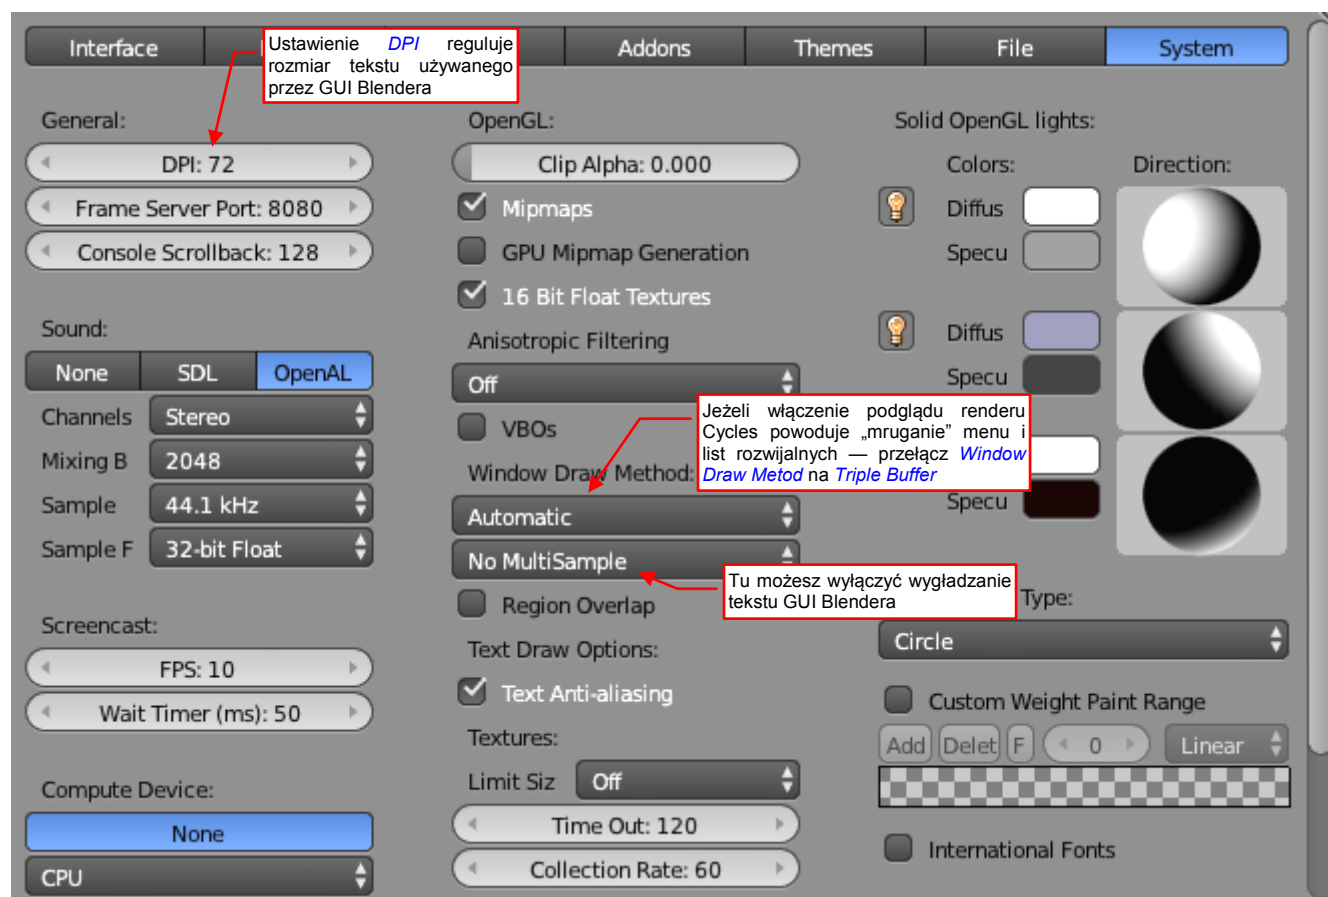 Interface
Addons
Themes
File
System
Ustawienie DPI reguluje
rozmiar tekstu używanego
przez GUI Blendera
General:
DPI: 72
Frame Server Port: 8080
Console Scrollback: 128
Sound:
None
SDL
OpenAL
Channels
Stereo
Mixing B
2048
Sample
44.1 kHz
Sample F
32-bit Float
Screencast:
FPS: 10
Wait Timer (ms): 50
Compute Device:
None
CPU
OpenGL:
Clip Alpha: 0.000
Mipmaps
GPU Mipmap Generation
16 Bit Float Textures
Anisotropic Filtering
Off
VBOs
Window Draw Method:
Automatic
No MultiSample
Region Overlap
Text Draw Options:
Text Anti-aliasing
Textures:
Limit Siz
Off
Time Out: 120
Collection Rate: 60
Jeżeli włączenie podglądu renderu
Cycles powoduje „mruganie” menu i
list rozwijalnych — przełącz Window
Draw Metod na Triple Buffer
Tu możesz wyłączyć wygładzanie
tekstu GUI Blendera
Solid OpenGL lights:
Colors:
Direction:
Diffus
Specu
Diffus
Specu
Specu
Type:
Circle
Custom Weight Paint Range
Add
Delet
F
0
Linear
International Fonts